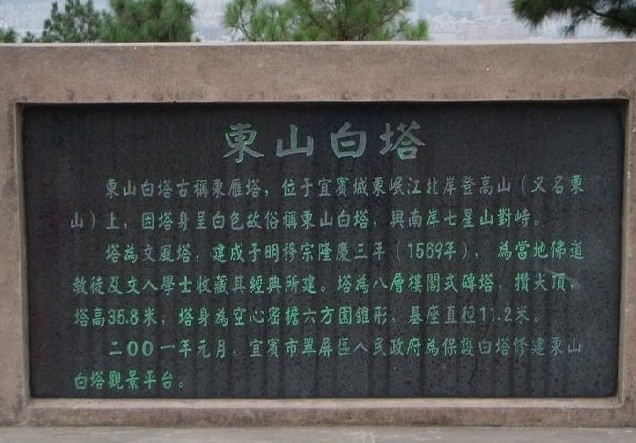 東山白塔
東山白塔古稱東雁塔，位于宜賓城東岷江北岸登高山（又名東
山）上，因塔身呈白色故俗稱東山白塔，與南岸七星山對峙。
塔為文風塔，建成于明穆宗隆慶三年（1569年），為當地佛道
教徒及文人學士收藏其經典所建。塔為八層樓閣式磚塔，攢尖頂，
塔高35.8米，塔身為空心密檐六方圓錐形，基座直徑11.2米。
二〇〇一年元月，宜賓市翠屏區人民政府為保護白塔修建東山
白塔觀景平台。